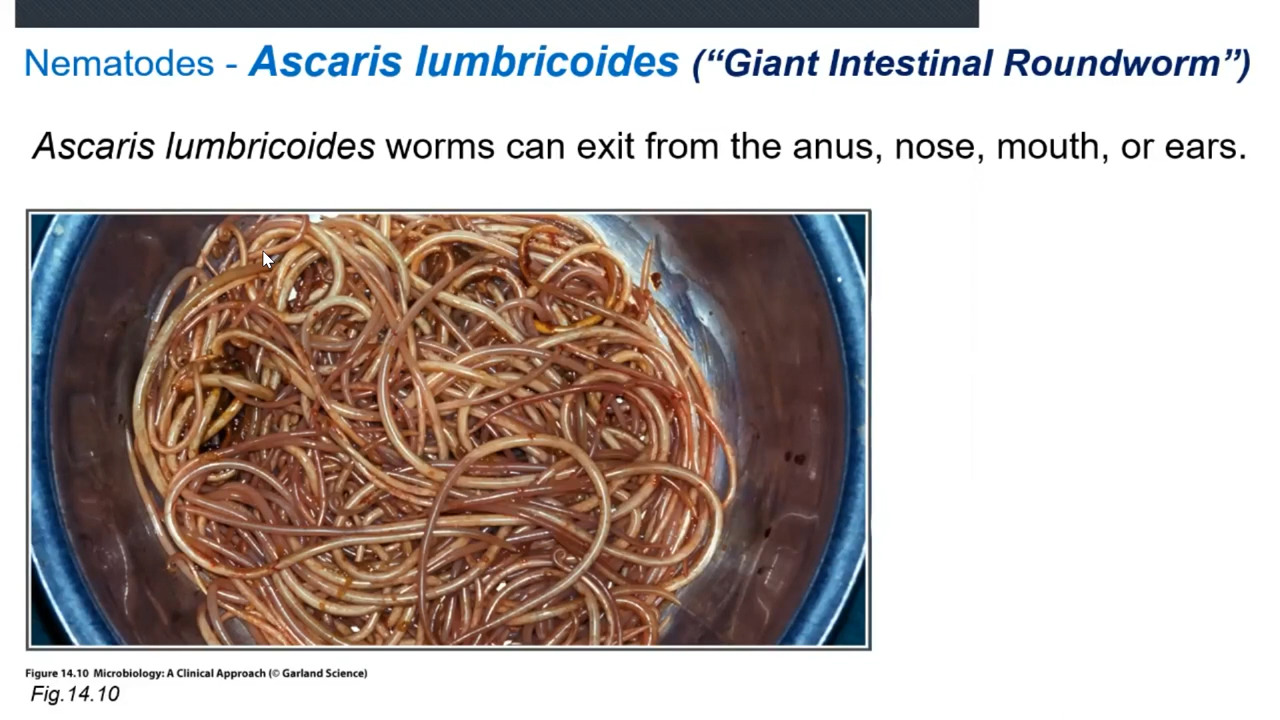 Nematodes - Ascaris lumbricoides (“Giant Intestinal Roundworm”)
Ascaris lumbricoides worms can exit from the anus, nose, mouth, or ears.
Figure 14.10 Microbiology: A Clinical Approach (© Garland Science)
Fig.14.10